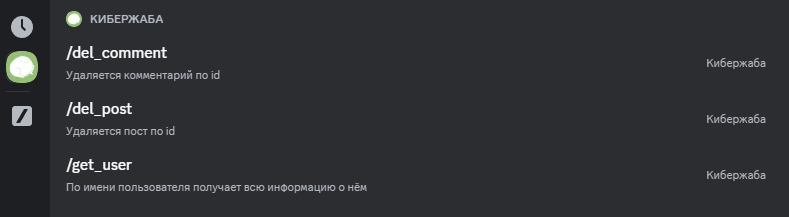 КИБЕРЖАБА
/del_comment
Удаляется комментарий по id
Кибержаба
/del_post
Удаляется пост по id
Кибержаба
/get_user
По имени пользователя получает всю информацию о нём
Кибержаба